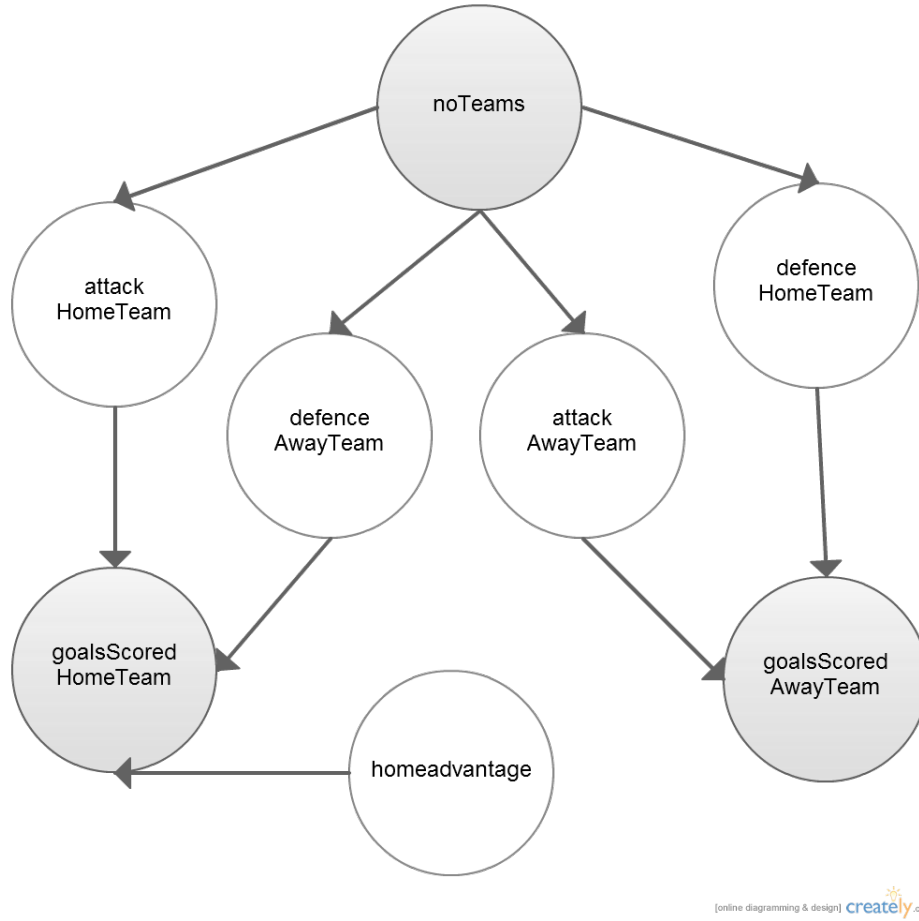 noTeams
attack
HomeTeam
defence
HomeTeam
defence
AwayTeam
attack
AwayTeam
goalsScored
HomeTeam
goalsScored
AwayTeam
homeadvantage
[online diagramming & design] creately.c